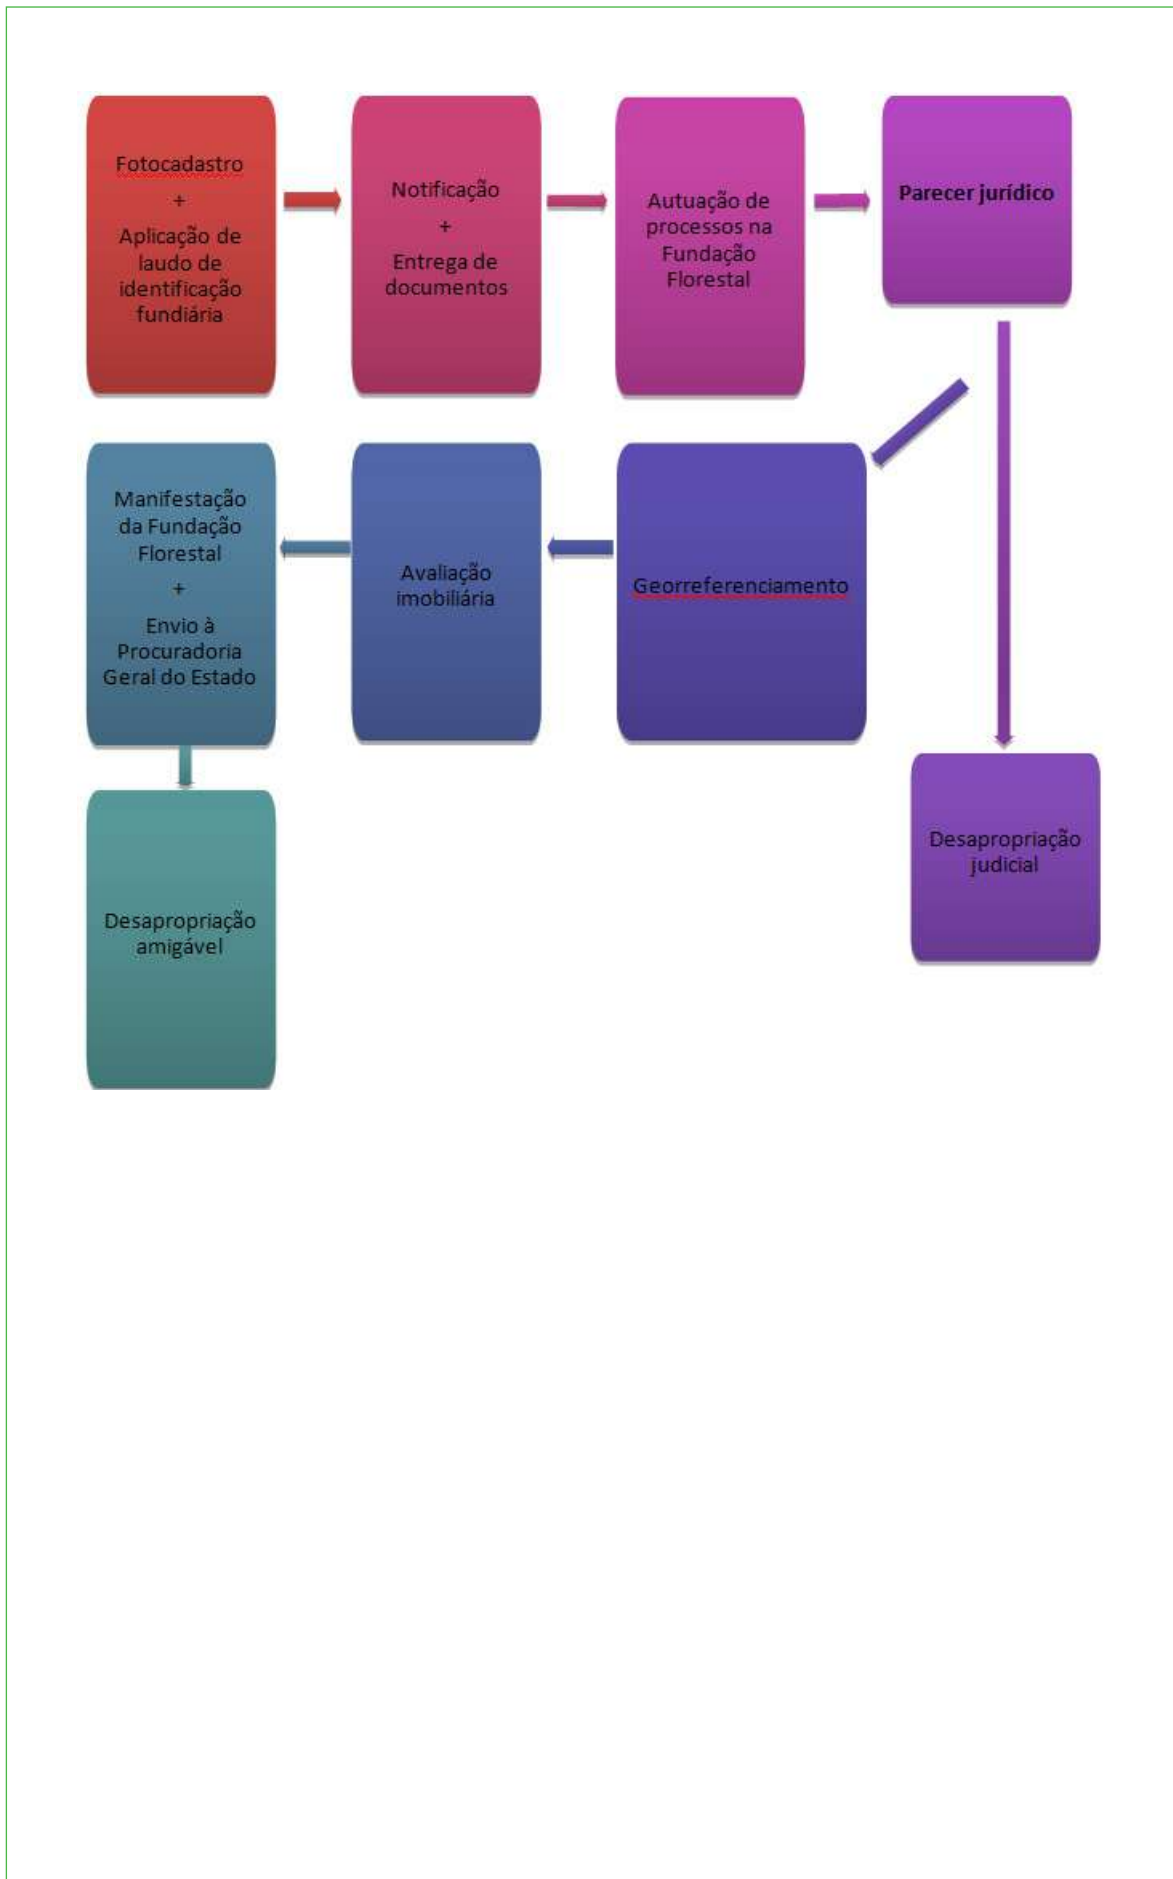 Fotocadastro
+
Aplicação de
laudo de
identificação
fundiária
Notificação
+
Entrega de
documentos
Autuação de
processos na
Fundação
Florestal
Parecer jurídico
Georreferenciamento
Avaliação
imobiliária
Manifestação
da Fundação
Florestal
+
Envio à
Procuradoria
Geral do Estado
Desapropriação
amigável
Desapropriação
judicial